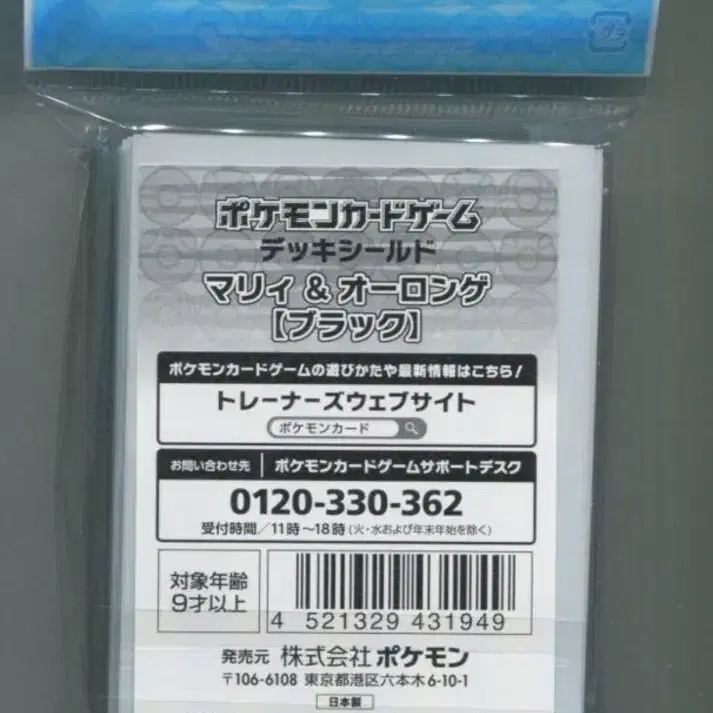 プラ
ポケモンカードゲーム
デッキシールド
マリィ & オーロンゲ
【ブラック】
ポケモンカードゲームの遊びかたや最新情報はこちら!
トレーナーズウェブサイト
ポケモンカード
お問い合わせ先 ポケモンカードゲームサポートデスク
0120-330-362
受付時間/11時~18時(火・水および年末年始を除く)
対象年齢
9才以上
4 521329 431949
発売元 株式会社ポケモン
〒106-6108 東京都港区六本木6-10-1
日本製